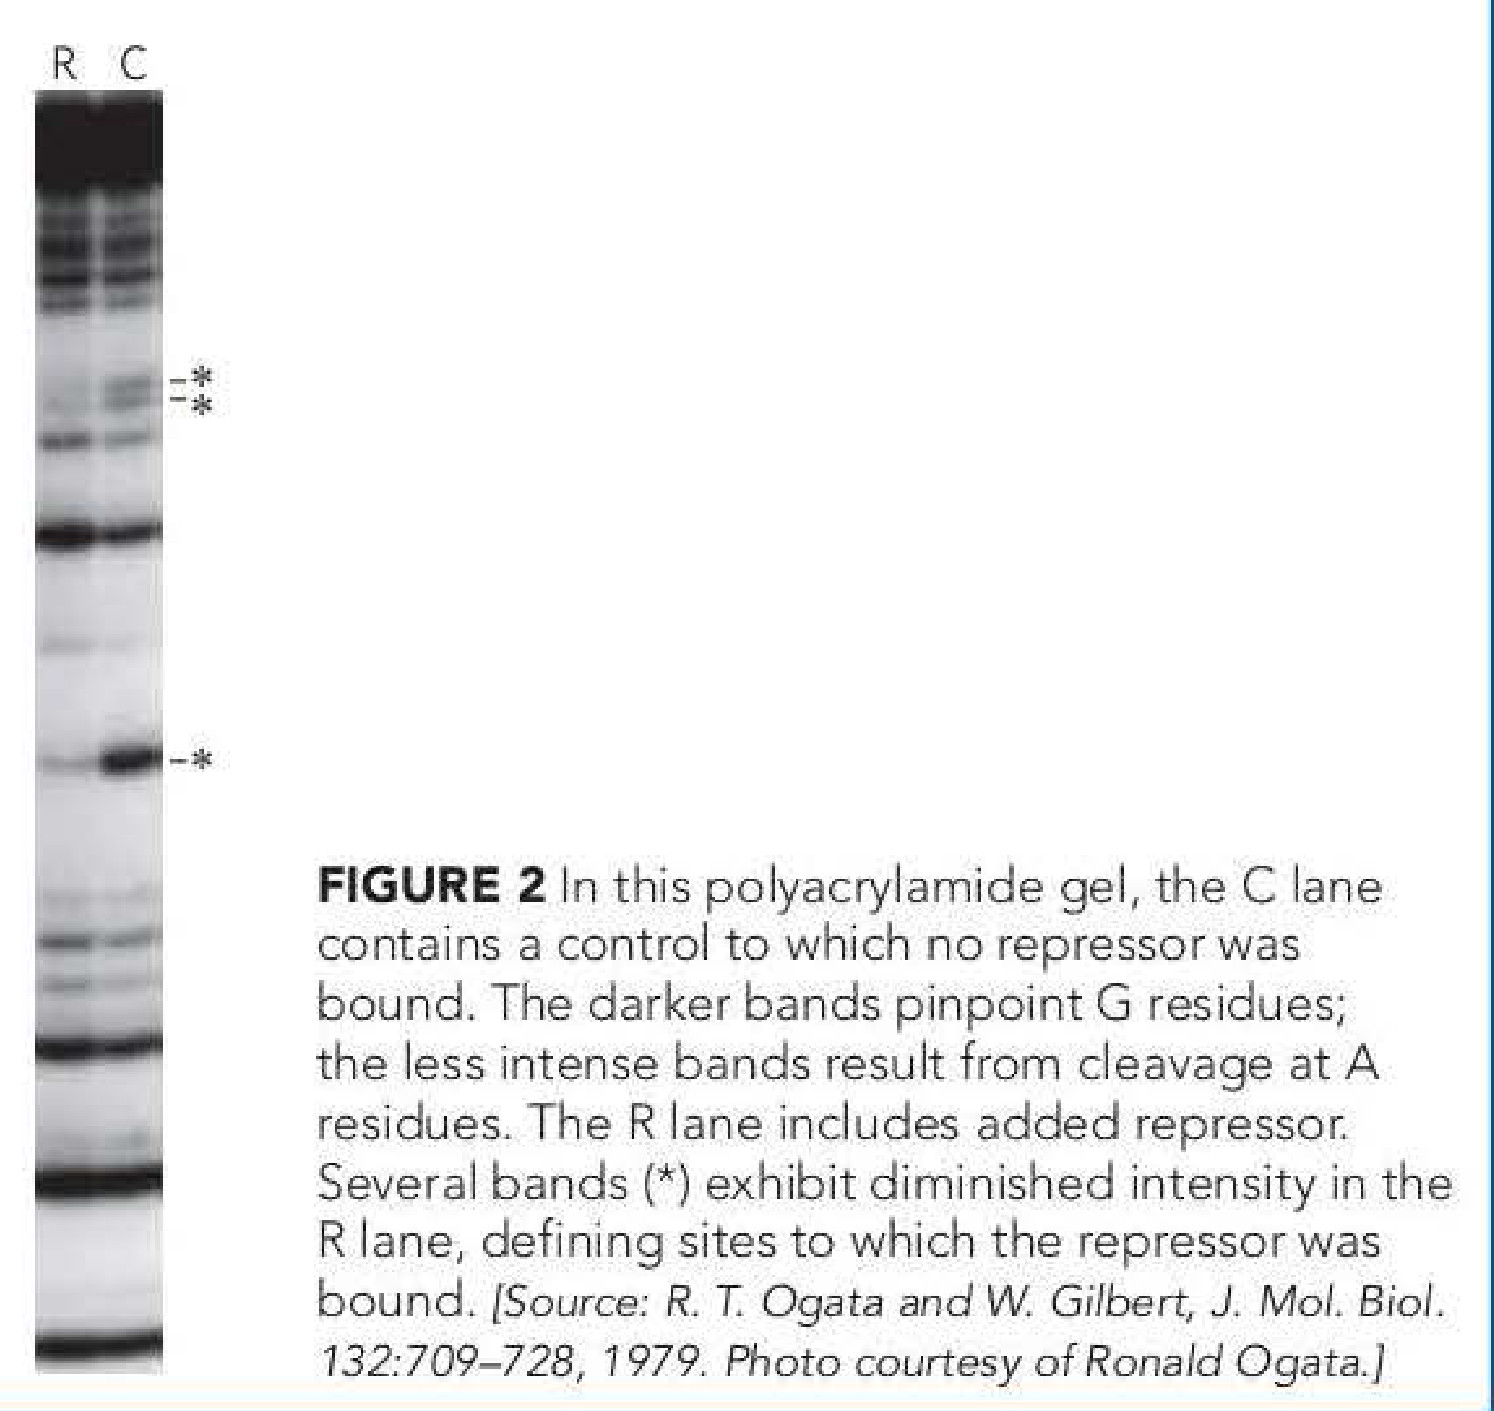 R C
-*
-*
-*
FIGURE 2 In this polyacrylamide gel, the C lane
contains a control to which no repressor was
bound. The darker bands pinpoint G residues;
the less intense bands result from cleavage at A
residues. The R lane includes added repressor.
Several bands (*) exhibit diminished intensity in the
R lane, defining sites to which the repressor was
bound. [Source: R. T. Ogata and W. Gilbert, J. Mol. Biol.
132:709–728, 1979. Photo courtesy of Ronald Ogata.]